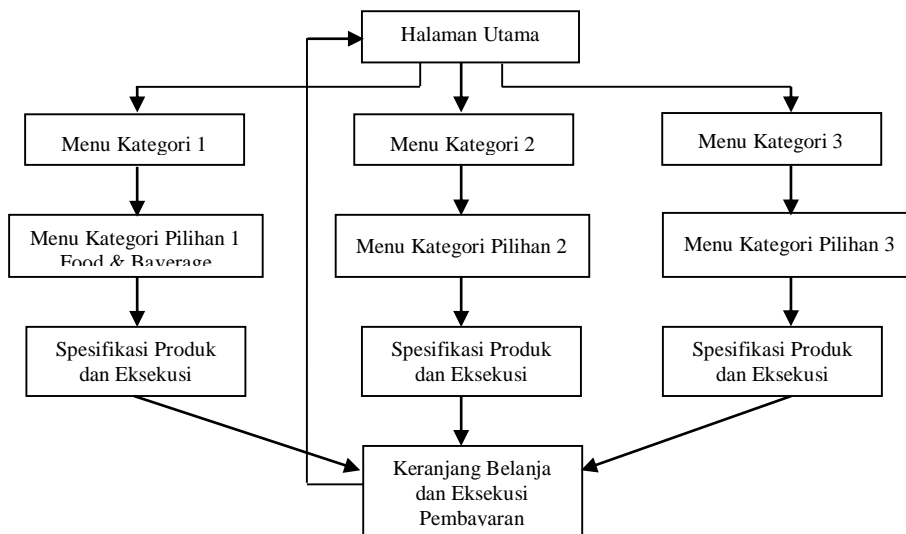 Halaman Utama
Menu Kategori 1
Menu Kategori 2
Menu Kategori 3
Menu Kategori Pilihan 1
Food & Baverage
Menu Kategori Pilihan 2
Menu Kategori Pilihan 3
Spesifikasi Produk
dan Eksekusi
Spesifikasi Produk
dan Eksekusi
Spesifikasi Produk
dan Eksekusi
Keranjang Belanja
dan Eksekusi
Pembayaran